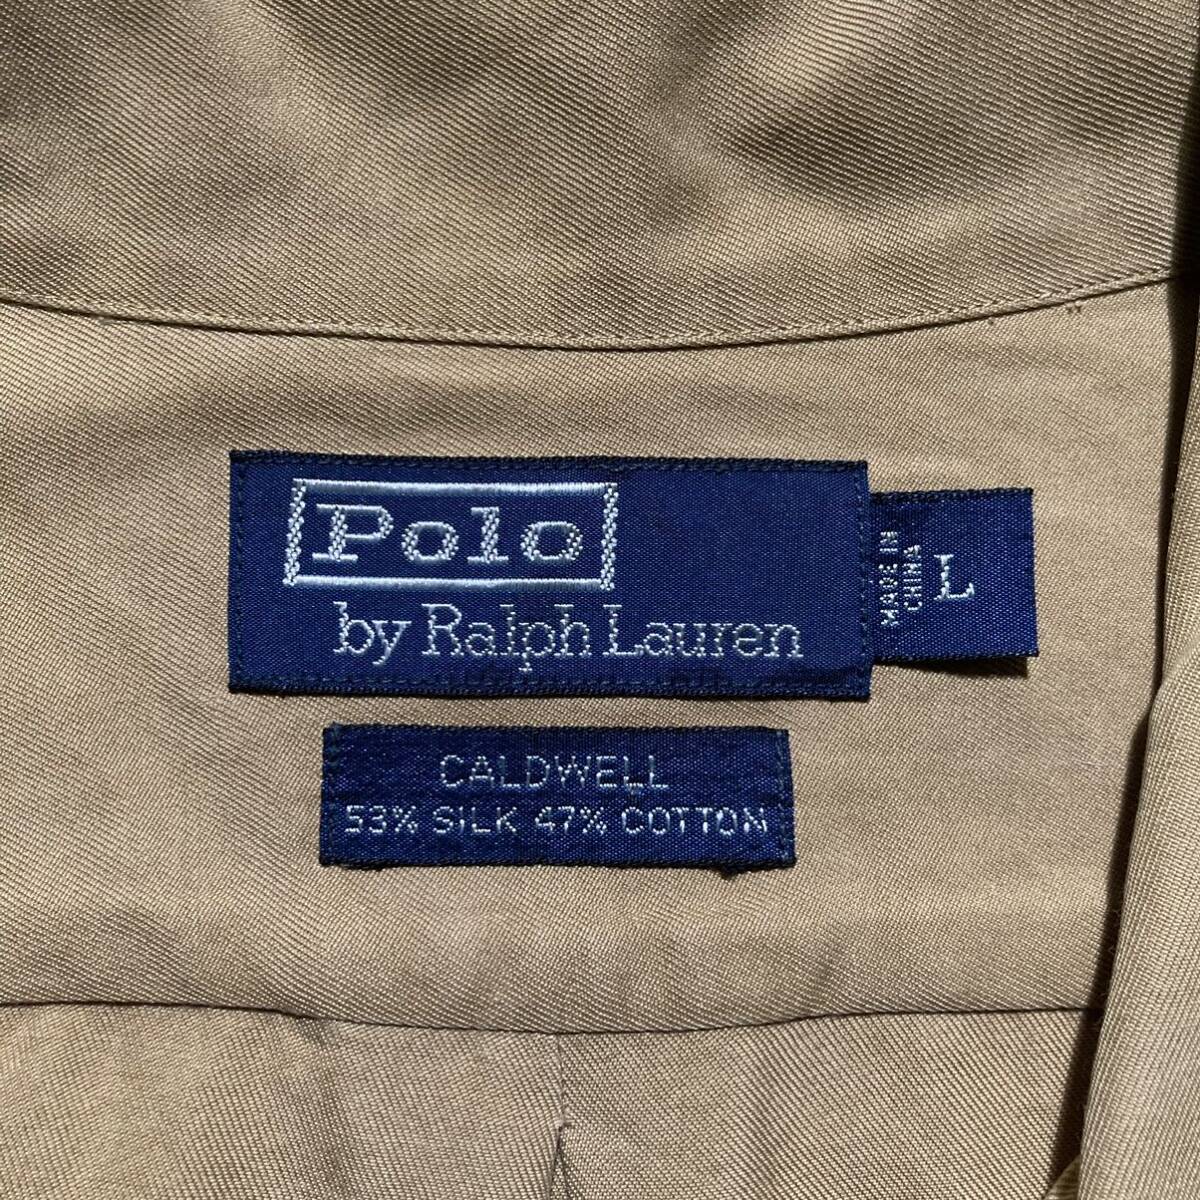 Polo
by Ralph Lauren
MADE IN
CHINA
L
CALDWELL
53% SILK 47% COTTON